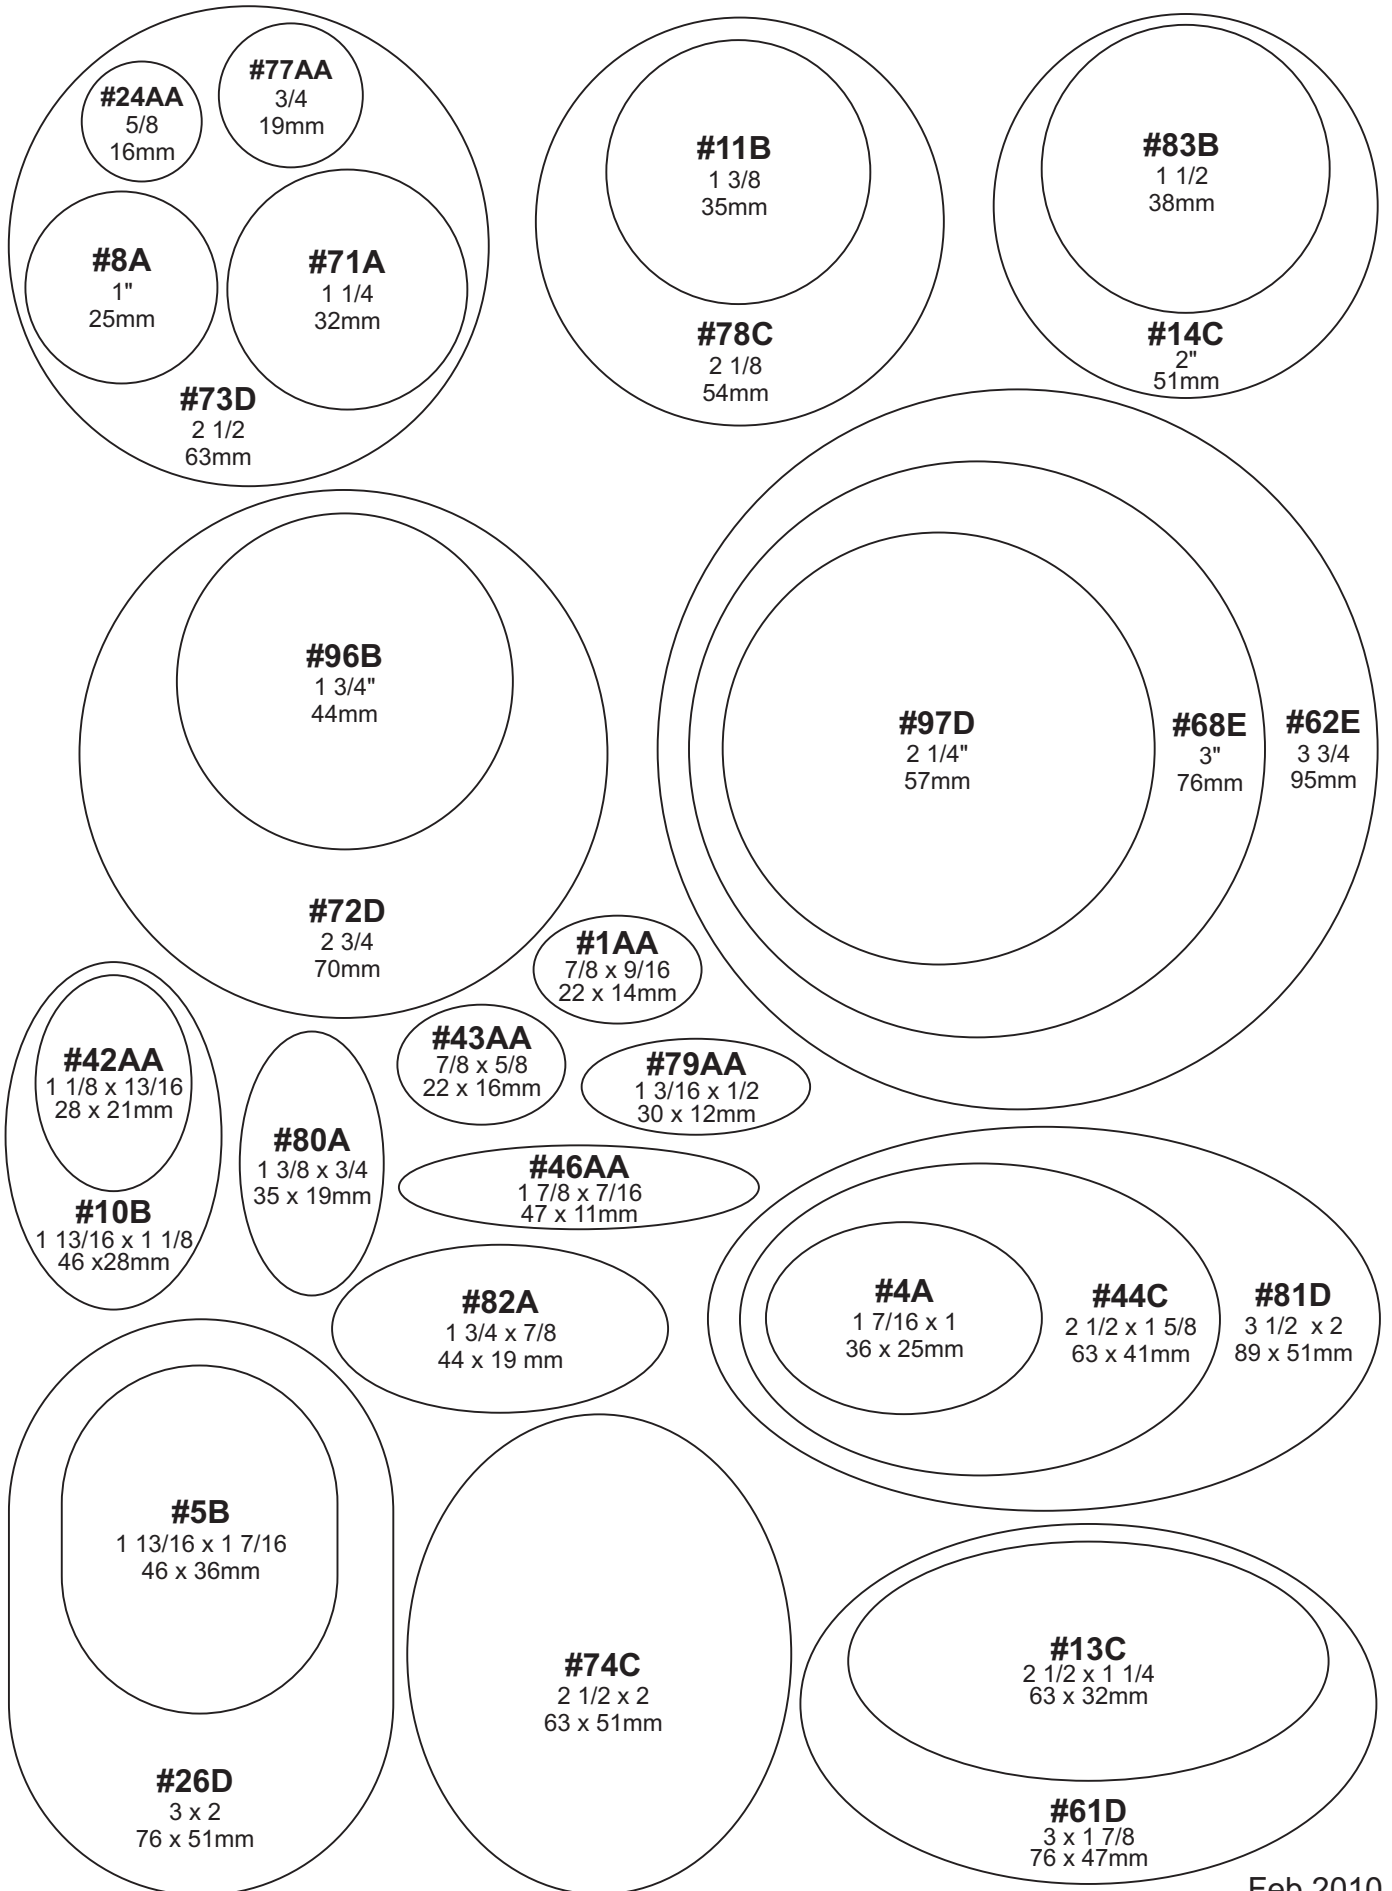 #24AA
5/8
16mm
#77AA
3/4
19mm
#8A
1"
25mm
#71A
1 1/4
32mm
#73D
2 1/2
63mm
#11B
1 3/8
35mm
#78C
2 1/8
54mm
#83B
1 1/2
38mm
#14C
2"
51mm
#96B
1 3/4"
44mm
#72D
2 3/4
70mm
#97D
2 1/4"
57mm
#68E
3"
76mm
#62E
3 3/4
95mm
#1AA
7/8 x 9/16
22 x 14mm
#43AA
7/8 x 5/8
22 x 16mm
#79AA
1 3/16 x 1/2
30 x 12mm
#42AA
1 1/8 x 13/16
28 x 21mm
#10B
1 13/16 x 1 1/8
46 x28mm
#80A
1 3/8 x 3/4
35 x 19mm
#46AA
1 7/8 x 7/16
47 x 11mm
#82A
1 3/4 x 7/8
44 x 19 mm
#4A
1 7/16 x 1
36 x 25mm
#44C
2 1/2 x 1 5/8
63 x 41mm
#81D
3 1/2 x 2
89 x 51mm
#5B
1 13/16 x 1 7/16
46 x 36mm
#26D
3 x 2
76 x 51mm
#74C
2 1/2 x 2
63 x 51mm
#13C
2 1/2 x 1 1/4
63 x 32mm
#61D
3 x 1 7/8
76 x 47mm
Feb 2010